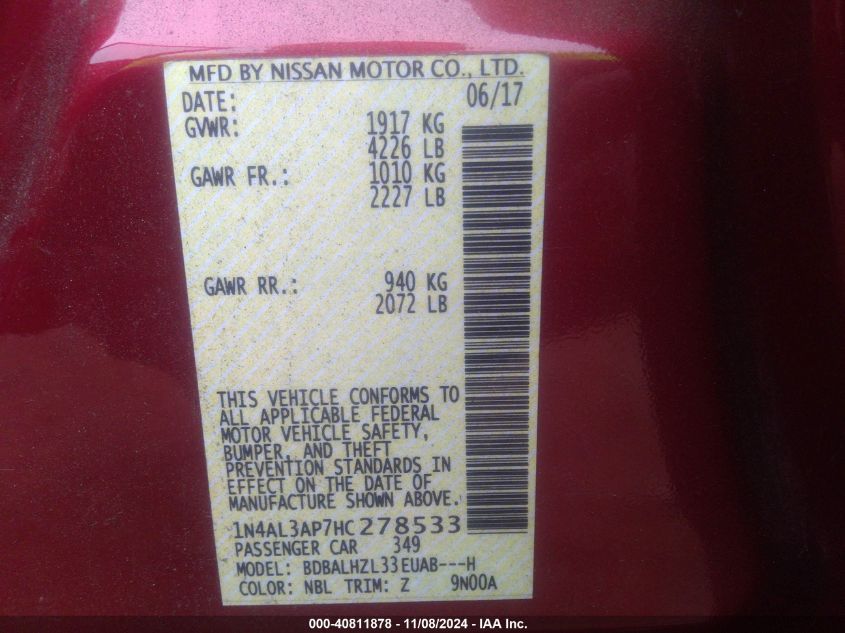 MFD BY NISSAN MOTOR CO., LTD.
DATE: 06/17
GVWR: 1917 KG
4226 LB
GAWR FR.: 1010 KG
2227 LB
GAWR RR.: 940 KG
2072 LB
THIS VEHICLE CONFORMS TO
ALL APPLICABLE FEDERAL
MOTOR VEHICLE SAFETY,
BUMPER, AND THEFT
PREVENTION STANDARDS IN
EFFECT ON THE DATE OF
MANUFACTURE SHOWN ABOVE.
1N4AL3AP7HC278533
PASSENGER CAR 349
MODEL: BDBALHZL33EUAB---H
COLOR: NBL TRIM: Z 9N00A
000-40811878 - 11/08/2024 - IAA Inc.